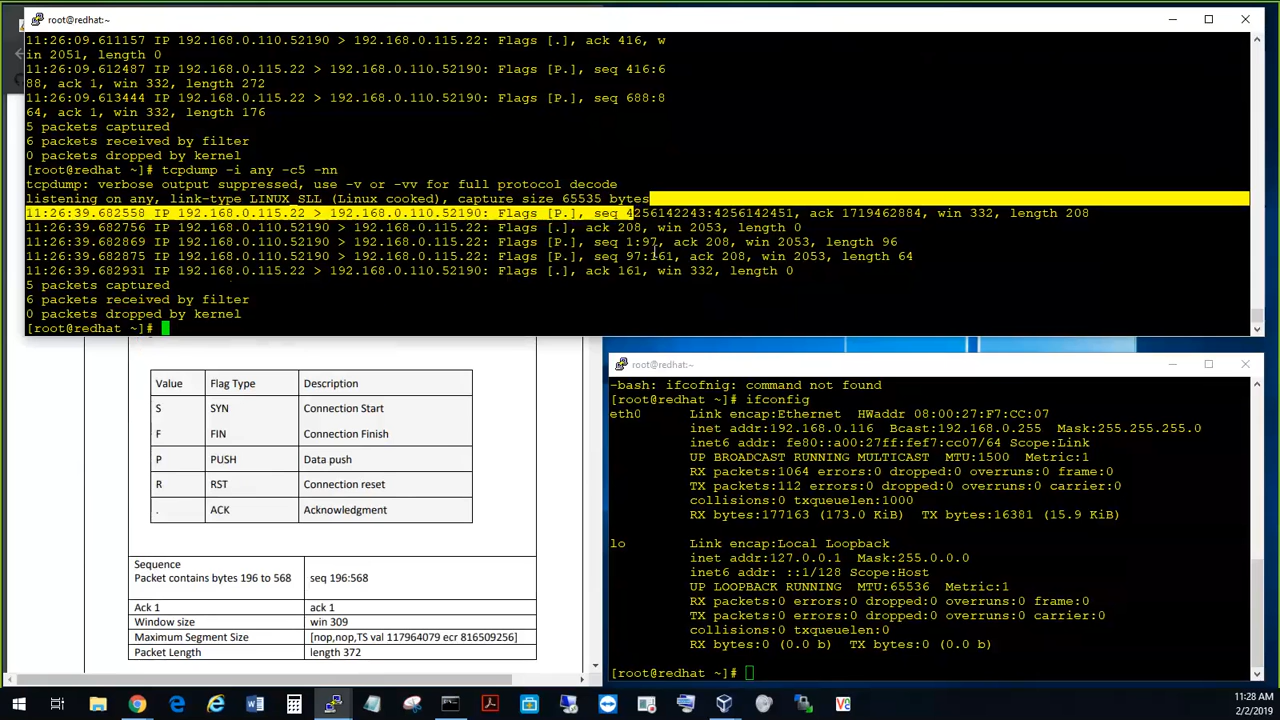 root@redhat:~
11:26:09.611157 IP 192.168.0.110.52190 > 192.168.0.115.22: Flags [.], ack 416, w
in 2051, length 0
11:26:09.612487 IP 192.168.0.115.22 > 192.168.0.110.52190: Flags [P.], seq 416:6
88, ack 1, win 332, length 272
11:26:09.613444 IP 192.168.0.115.22 > 192.168.0.110.52190: Flags [P.], seq 688:8
64, ack 1, win 332, length 176
5 packets captured
6 packets received by filter
0 packets dropped by kernel
[root@redhat ~]# tcpdump -i any -c5 -nn
tcpdump: verbose output suppressed, use -v or -vv for full protocol decode
listening on any, link-type LINUX_SLL (Linux cooked), capture size 65535 bytes
11:26:39.682558 IP 192.168.0.115.22 > 192.168.0.110.52190: Flags [P.], seq 4256142243:4256142451, ack 1719462884, win 332, length 208
11:26:39.682756 IP 192.168.0.110.52190 > 192.168.0.115.22: Flags [.], ack 208, win 2053, length 0
11:26:39.682869 IP 192.168.0.110.52190 > 192.168.0.115.22: Flags [P.], seq 1:97, ack 208, win 2053, length 96
11:26:39.682875 IP 192.168.0.110.52190 > 192.168.0.115.22: Flags [P.], seq 97:161, ack 208, win 2053, length 64
11:26:39.682931 IP 192.168.0.115.22 > 192.168.0.110.52190: Flags [.], ack 161, win 332, length 0
5 packets captured
6 packets received by filter
0 packets dropped by kernel
[root@redhat ~]#
Value Flag Type Description
S SYN Connection Start
F FIN Connection Finish
P PUSH Data push
R RST Connection reset
. ACK Acknowledgment
Sequence
Packet contains bytes 196 to 568 seq 196:568
Ack 1 ack 1
Window size win 309
Maximum Segment Size [nop,nop,TS val 117964079 ecr 816509256]
Packet Length length 372
root@redhat:~
-bash: ifcofnig: command not found
[root@redhat ~]# ifconfig
eth0 Link encap:Ethernet HWaddr 08:00:27:F7:CC:07
inet addr:192.168.0.116 Bcast:192.168.0.255 Mask:255.255.255.0
inet6 addr: fe80::a00:27ff:fef7:cc07/64 Scope:Link
UP BROADCAST RUNNING MULTICAST MTU:1500 Metric:1
RX packets:1064 errors:0 dropped:0 overruns:0 frame:0
TX packets:112 errors:0 dropped:0 overruns:0 carrier:0
collisions:0 txqueuelen:1000
RX bytes:177163 (173.0 KiB) TX bytes:16381 (15.9 KiB)
lo Link encap:Local Loopback
inet addr:127.0.0.1 Mask:255.0.0.0
inet6 addr: ::1/128 Scope:Host
UP LOOPBACK RUNNING MTU:65536 Metric:1
RX packets:0 errors:0 dropped:0 overruns:0 frame:0
TX packets:0 errors:0 dropped:0 overruns:0 carrier:0
collisions:0 txqueuelen:0
RX bytes:0 (0.0 b) TX bytes:0 (0.0 b)
[root@redhat ~]#
11:28 AM
2/2/2019